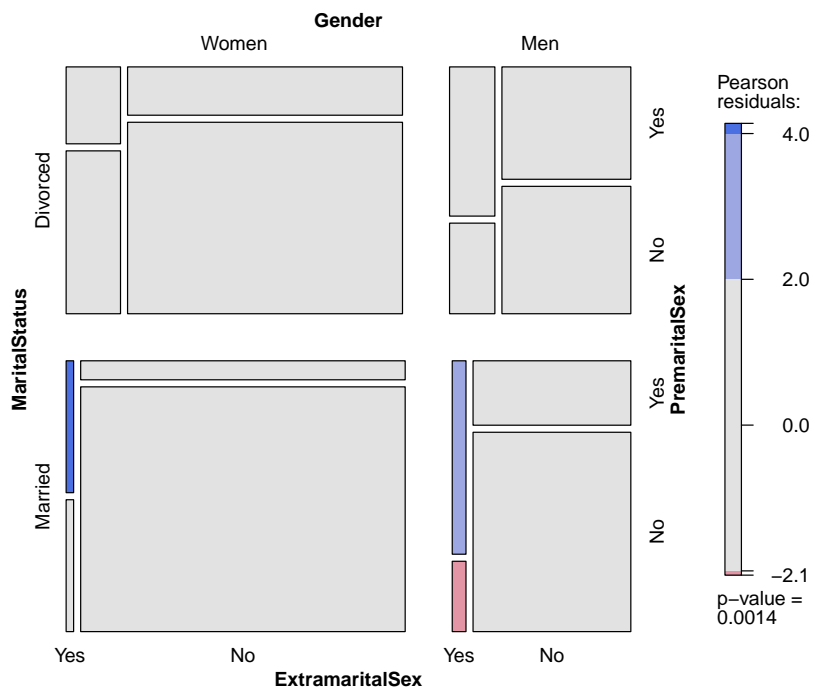 Gender
Women
Men
MaritalStatus
Divorced
Married
Yes
No
Yes
No
PremaritalSex
Yes
No
Yes
No
ExtramaritalSex
Pearson
residuals:
4.0
2.0
0.0
−2.1
p−value =
0.0014